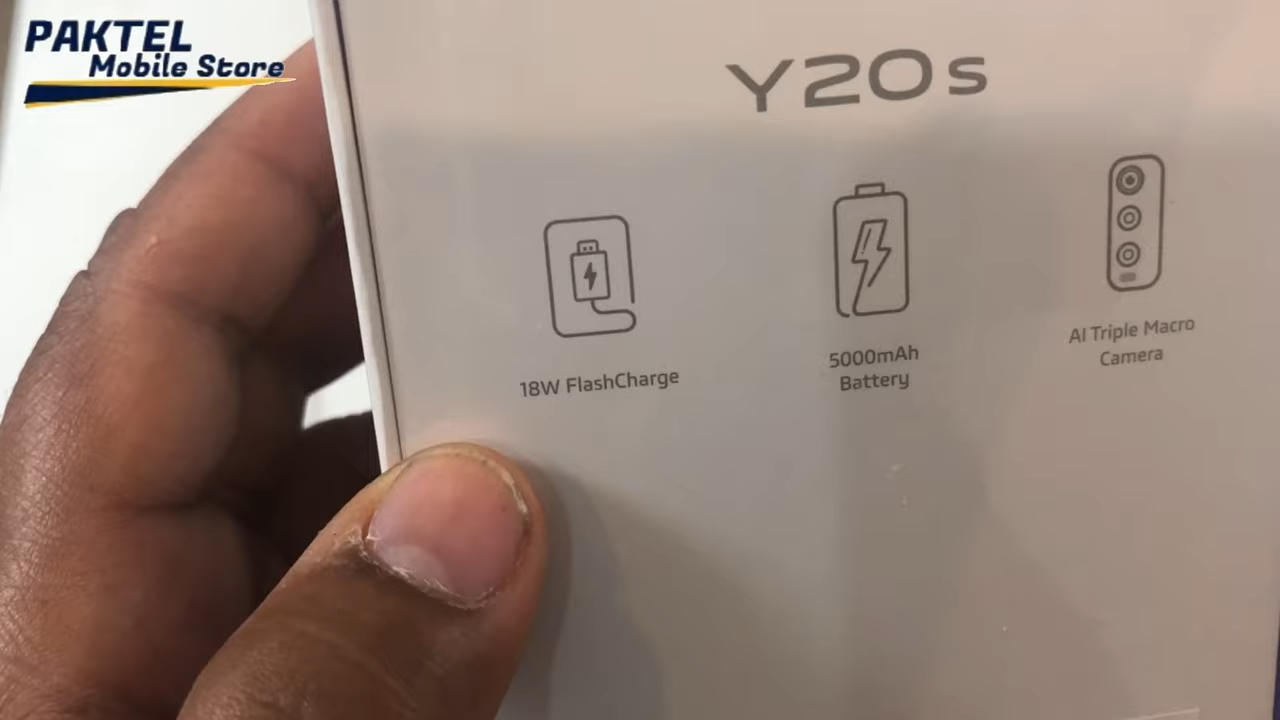 PAKTEL
Mobile Store
Y20s
18W FlashCharge
5000mAh
Battery
AI Triple Macro
Camera